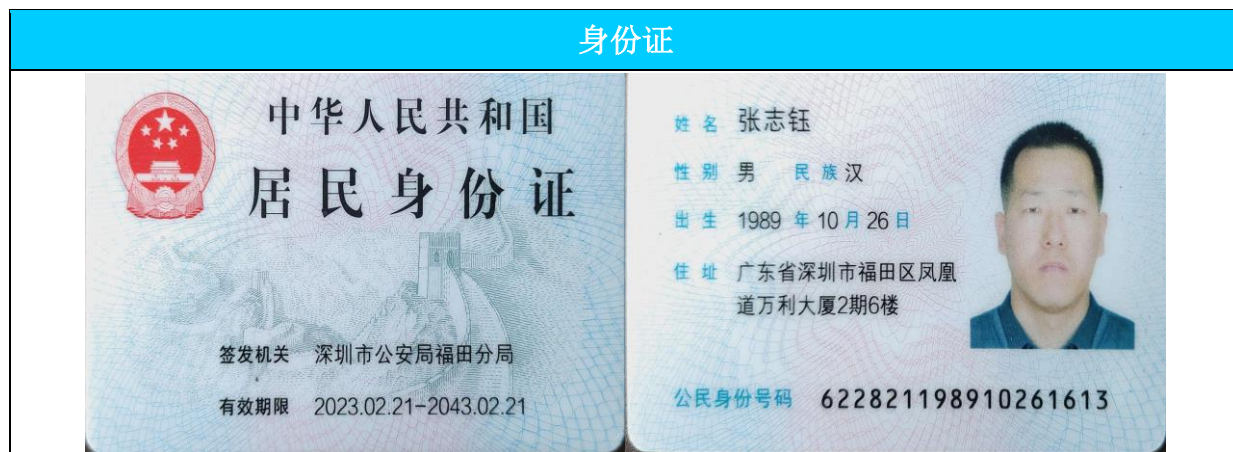 身份证
中华人民共和国
居民身份证
签发机关 深圳市公安局福田分局
有效期限 2023.02.21-2043.02.21
姓名 张志钰
性别 男 民族 汉
出生 1989 年 10 月 26 日
住址 广东省深圳市福田区凤凰
道万利大厦2期6楼
公民身份号码 622821198910261613